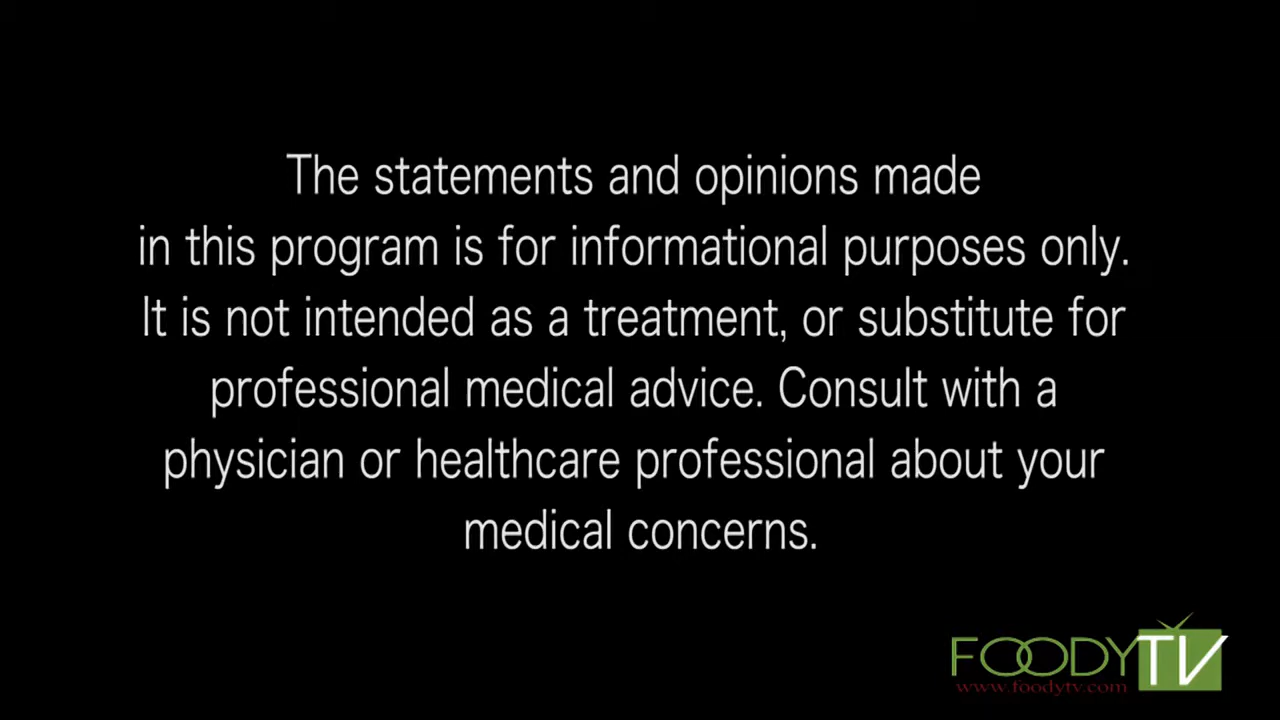 The statements and opinions made
in this program is for informational purposes only.
It is not intended as a treatment, or substitute for
professional medical advice. Consult with a
physician or healthcare professional about your
medical concerns.
FOODYTV
www.foodytv.com